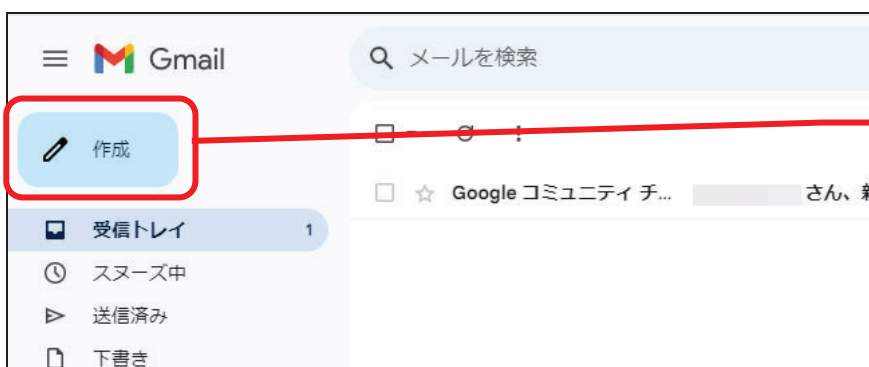 Gmail
メールを検索
作成
Google コミュニティ チ... さん、新
受信トレイ 1
スヌーズ中
送信済み
下書き